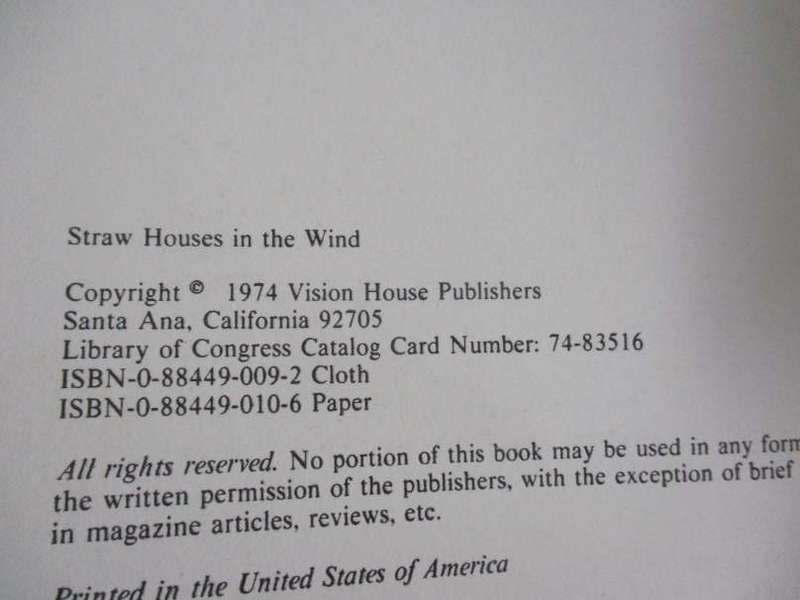 Straw Houses in the Wind
Copyright © 1974 Vision House Publishers
Santa Ana, California 92705
Library of Congress Catalog Card Number: 74-83516
ISBN-0-88449-009-2 Cloth
ISBN-0-88449-010-6 Paper
All rights reserved. No portion of this book may be used in any form
the written permission of the publishers, with the exception of brief
in magazine articles, reviews, etc.
Printed in the United States of America